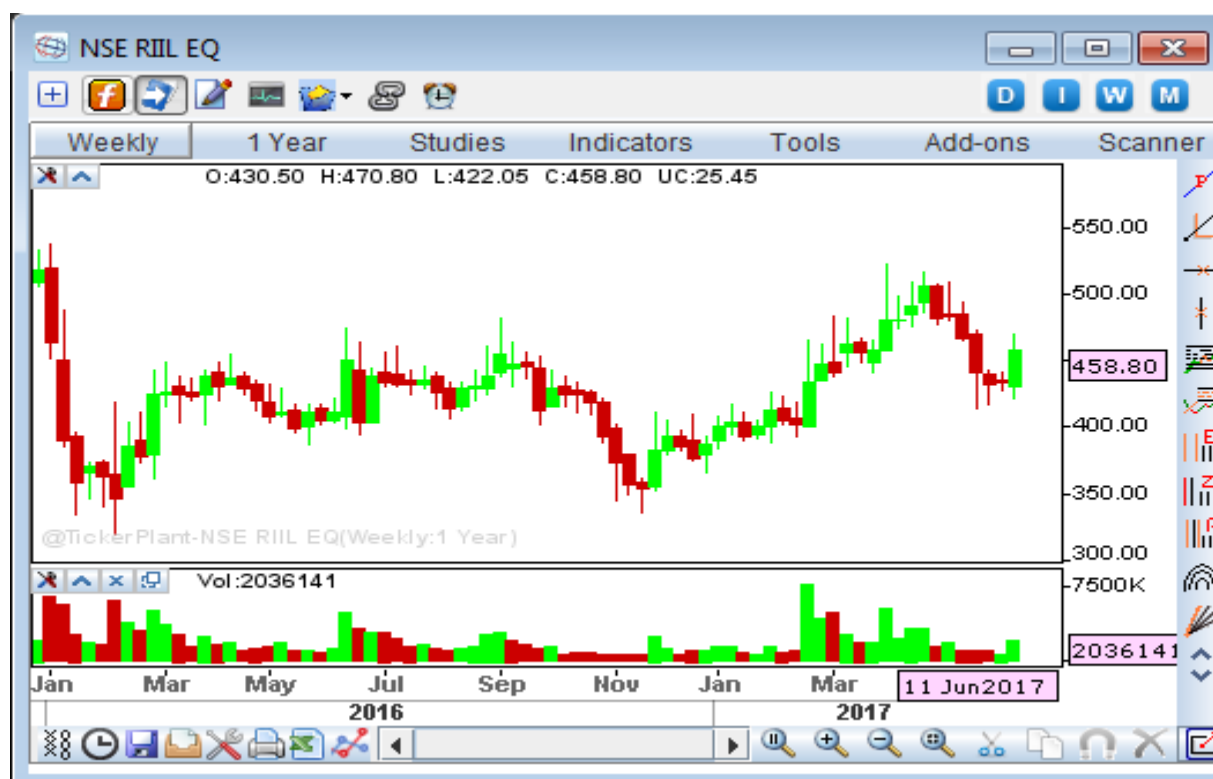 NSE RIIL EQ
D I W M
Weekly 1 Year Studies Indicators Tools Add-ons Scanner
O:430.50 H:470.80 L:422.05 C:458.80 UC:25.45
550.00
500.00
458.80
400.00
350.00
@TickerPlant-NSE RIIL EQ(Weekly:1 Year)
300.00
Vol:2036141
7500K
2036141
Jan Mar May Jul Sep Nov Jan Mar 11 Jun2017
2016 2017